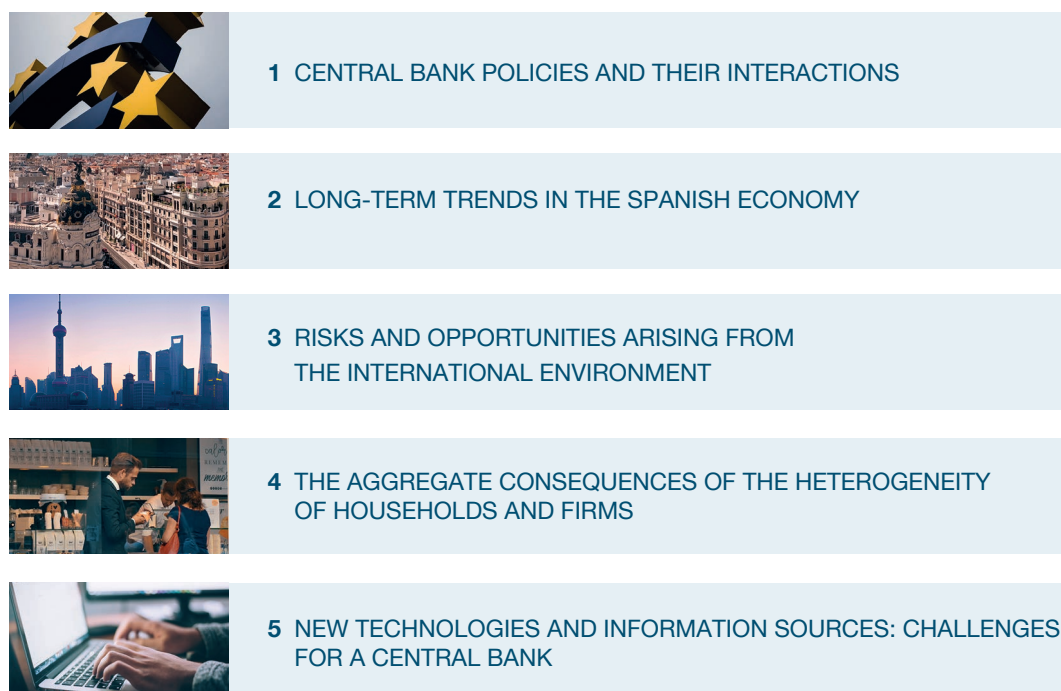 1 CENTRAL BANK POLICIES AND THEIR INTERACTIONS
2 LONG-TERM TRENDS IN THE SPANISH ECONOMY
3 RISKS AND OPPORTUNITIES ARISING FROM
THE INTERNATIONAL ENVIRONMENT
4 THE AGGREGATE CONSEQUENCES OF THE HETEROGENEITY
OF HOUSEHOLDS AND FIRMS
5 NEW TECHNOLOGIES AND INFORMATION SOURCES: CHALLENGES
FOR A CENTRAL BANK